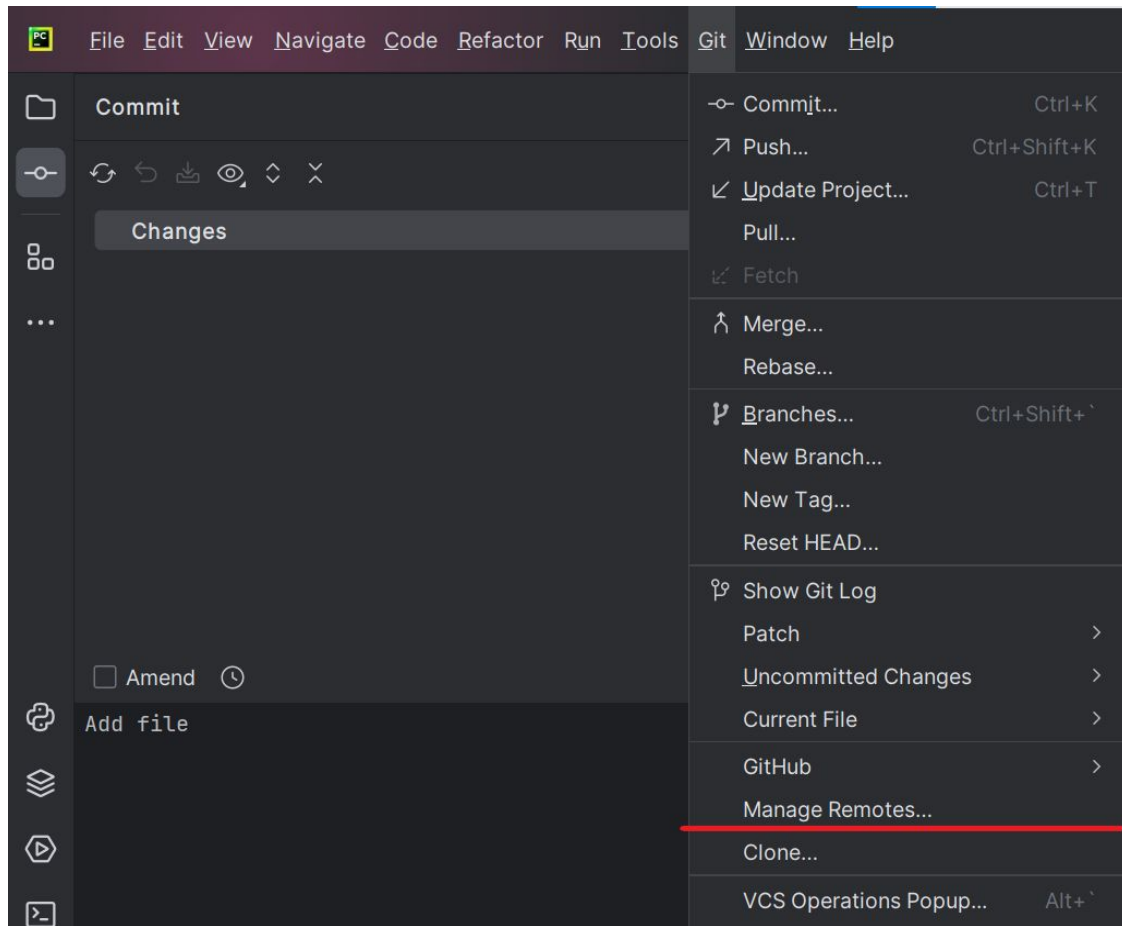 PC File Edit View Navigate Code Refactor Run Tools Git Window Help
Commit
Changes
Amend
Add file
Commit... Ctrl+K
Push... Ctrl+Shift+K
Update Project... Ctrl+T
Pull...
Fetch
Merge...
Rebase...
Branches... Ctrl+Shift+`
New Branch...
New Tag...
Reset HEAD...
Show Git Log
Patch
Uncommitted Changes
Current File
GitHub
Manage Remotes...
Clone...
VCS Operations Popup... Alt+`